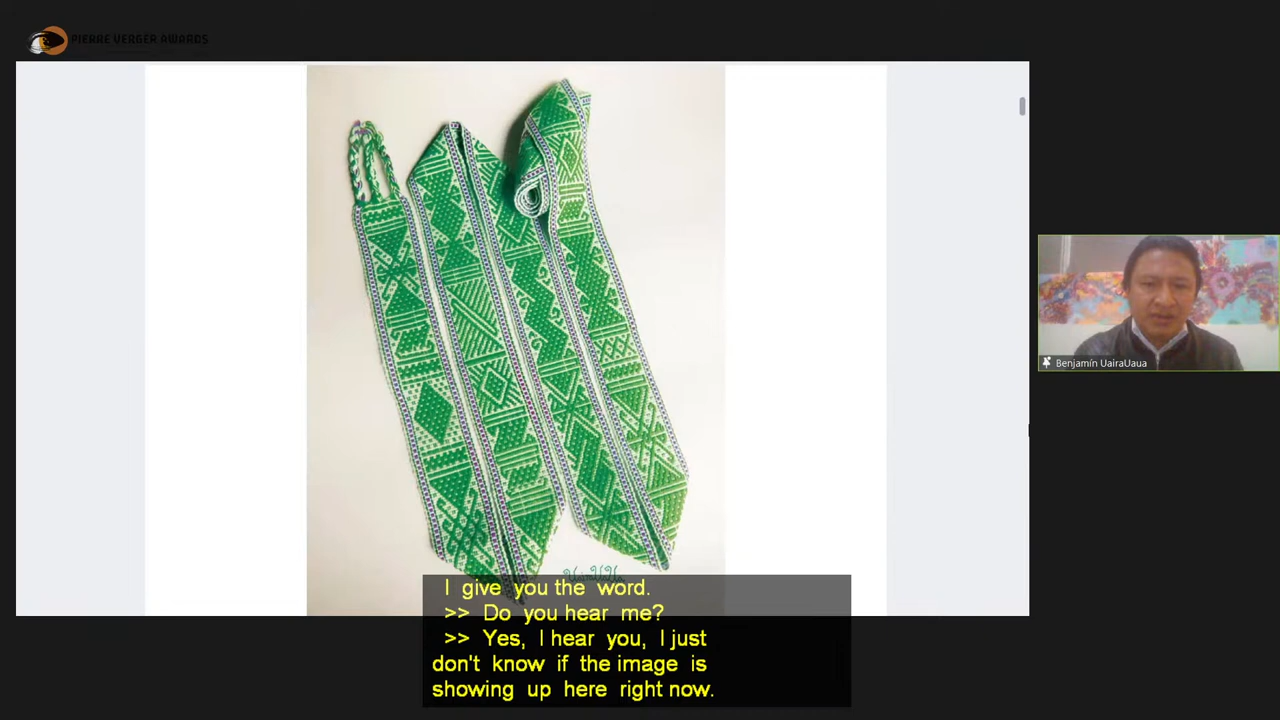 PIERRE VERGER AWARDS
Benjamín UairaUaua
I give you the word.
>> Do you hear me?
>> Yes, I hear you, I just
don't know if the image is
showing up here right now.